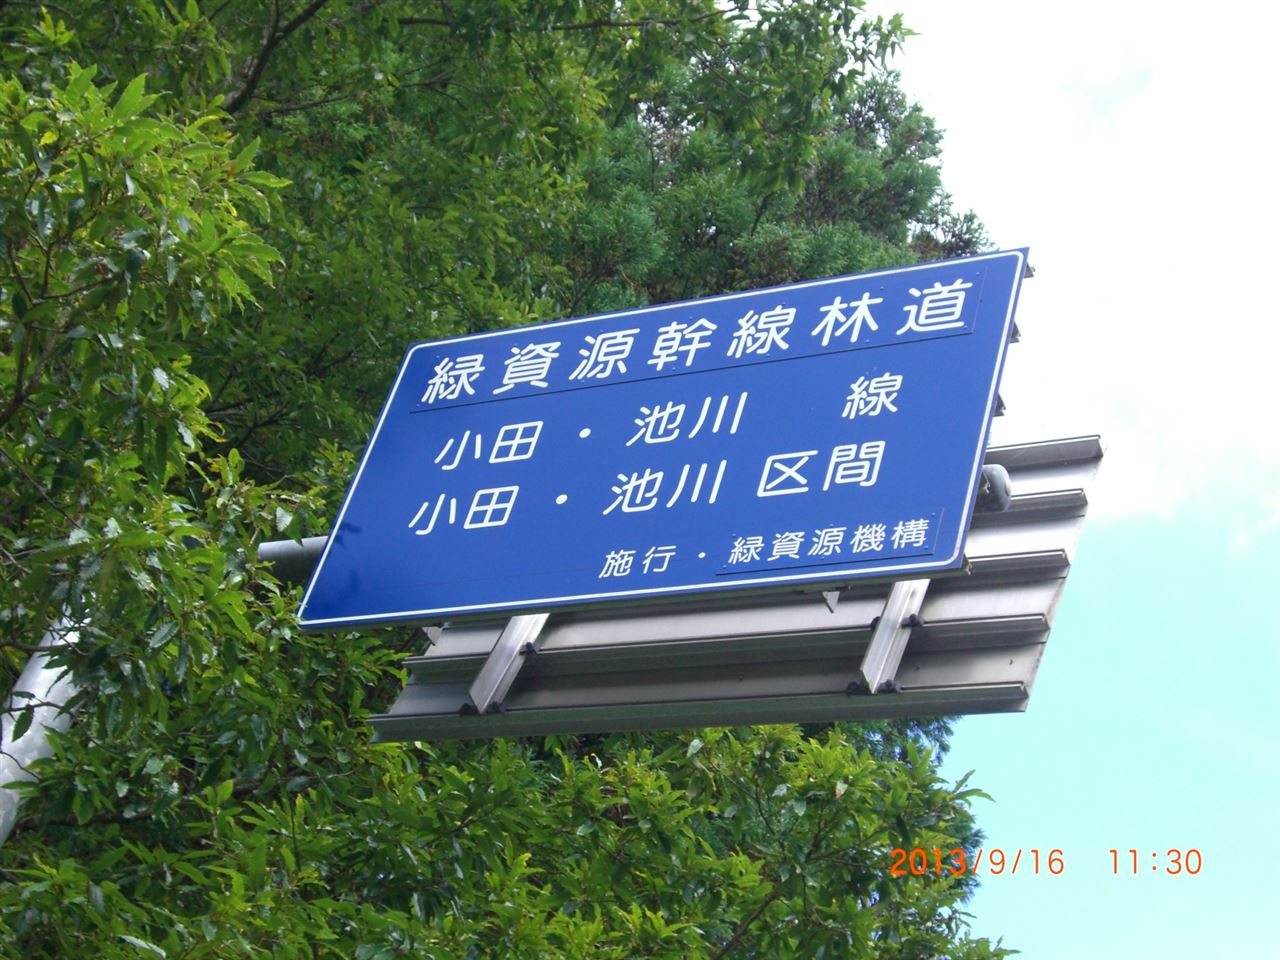 緑資源幹線林道
小田・池川　線
小田・池川区間
施行・緑資源機構
2013/9/16 11:30